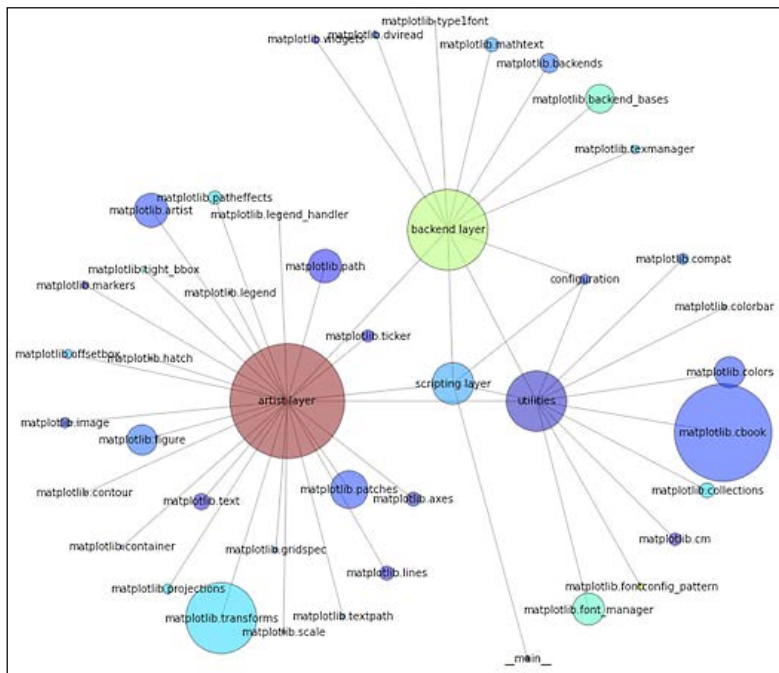 matplotlib.type1font
matplotlib.widgets
matplotlib.dviread
matplotlib.mathtext
matplotlib.backends
matplotlib.backend_bases
matplotlib.texmanager
matplotlib.patheffects
matplotlib.artist
matplotlib.legend_handler
backend layer
matplotlib.compat
matplotlib.path
matplotlib.tight_bbox
configuration
matplotlib.markers
matplotlib.legend
matplotlib.colorbar
matplotlib.ticker
matplotlib.offsetbox
matplotlib.hatch
matplotlib.colors
scripting layer
artist layer
utilities
matplotlib.image
matplotlib.figure
matplotlib.cbook
matplotlib.contour
matplotlib.patches
matplotlib.collections
matplotlib.text
matplotlib.axes
matplotlib.cm
matplotlib.container
matplotlib.gridspec
matplotlib.lines
matplotlib.projections
matplotlib.fontconfig_pattern
matplotlib.font_manager
matplotlib.transforms
matplotlib.textpath
matplotlib.scale
__main__